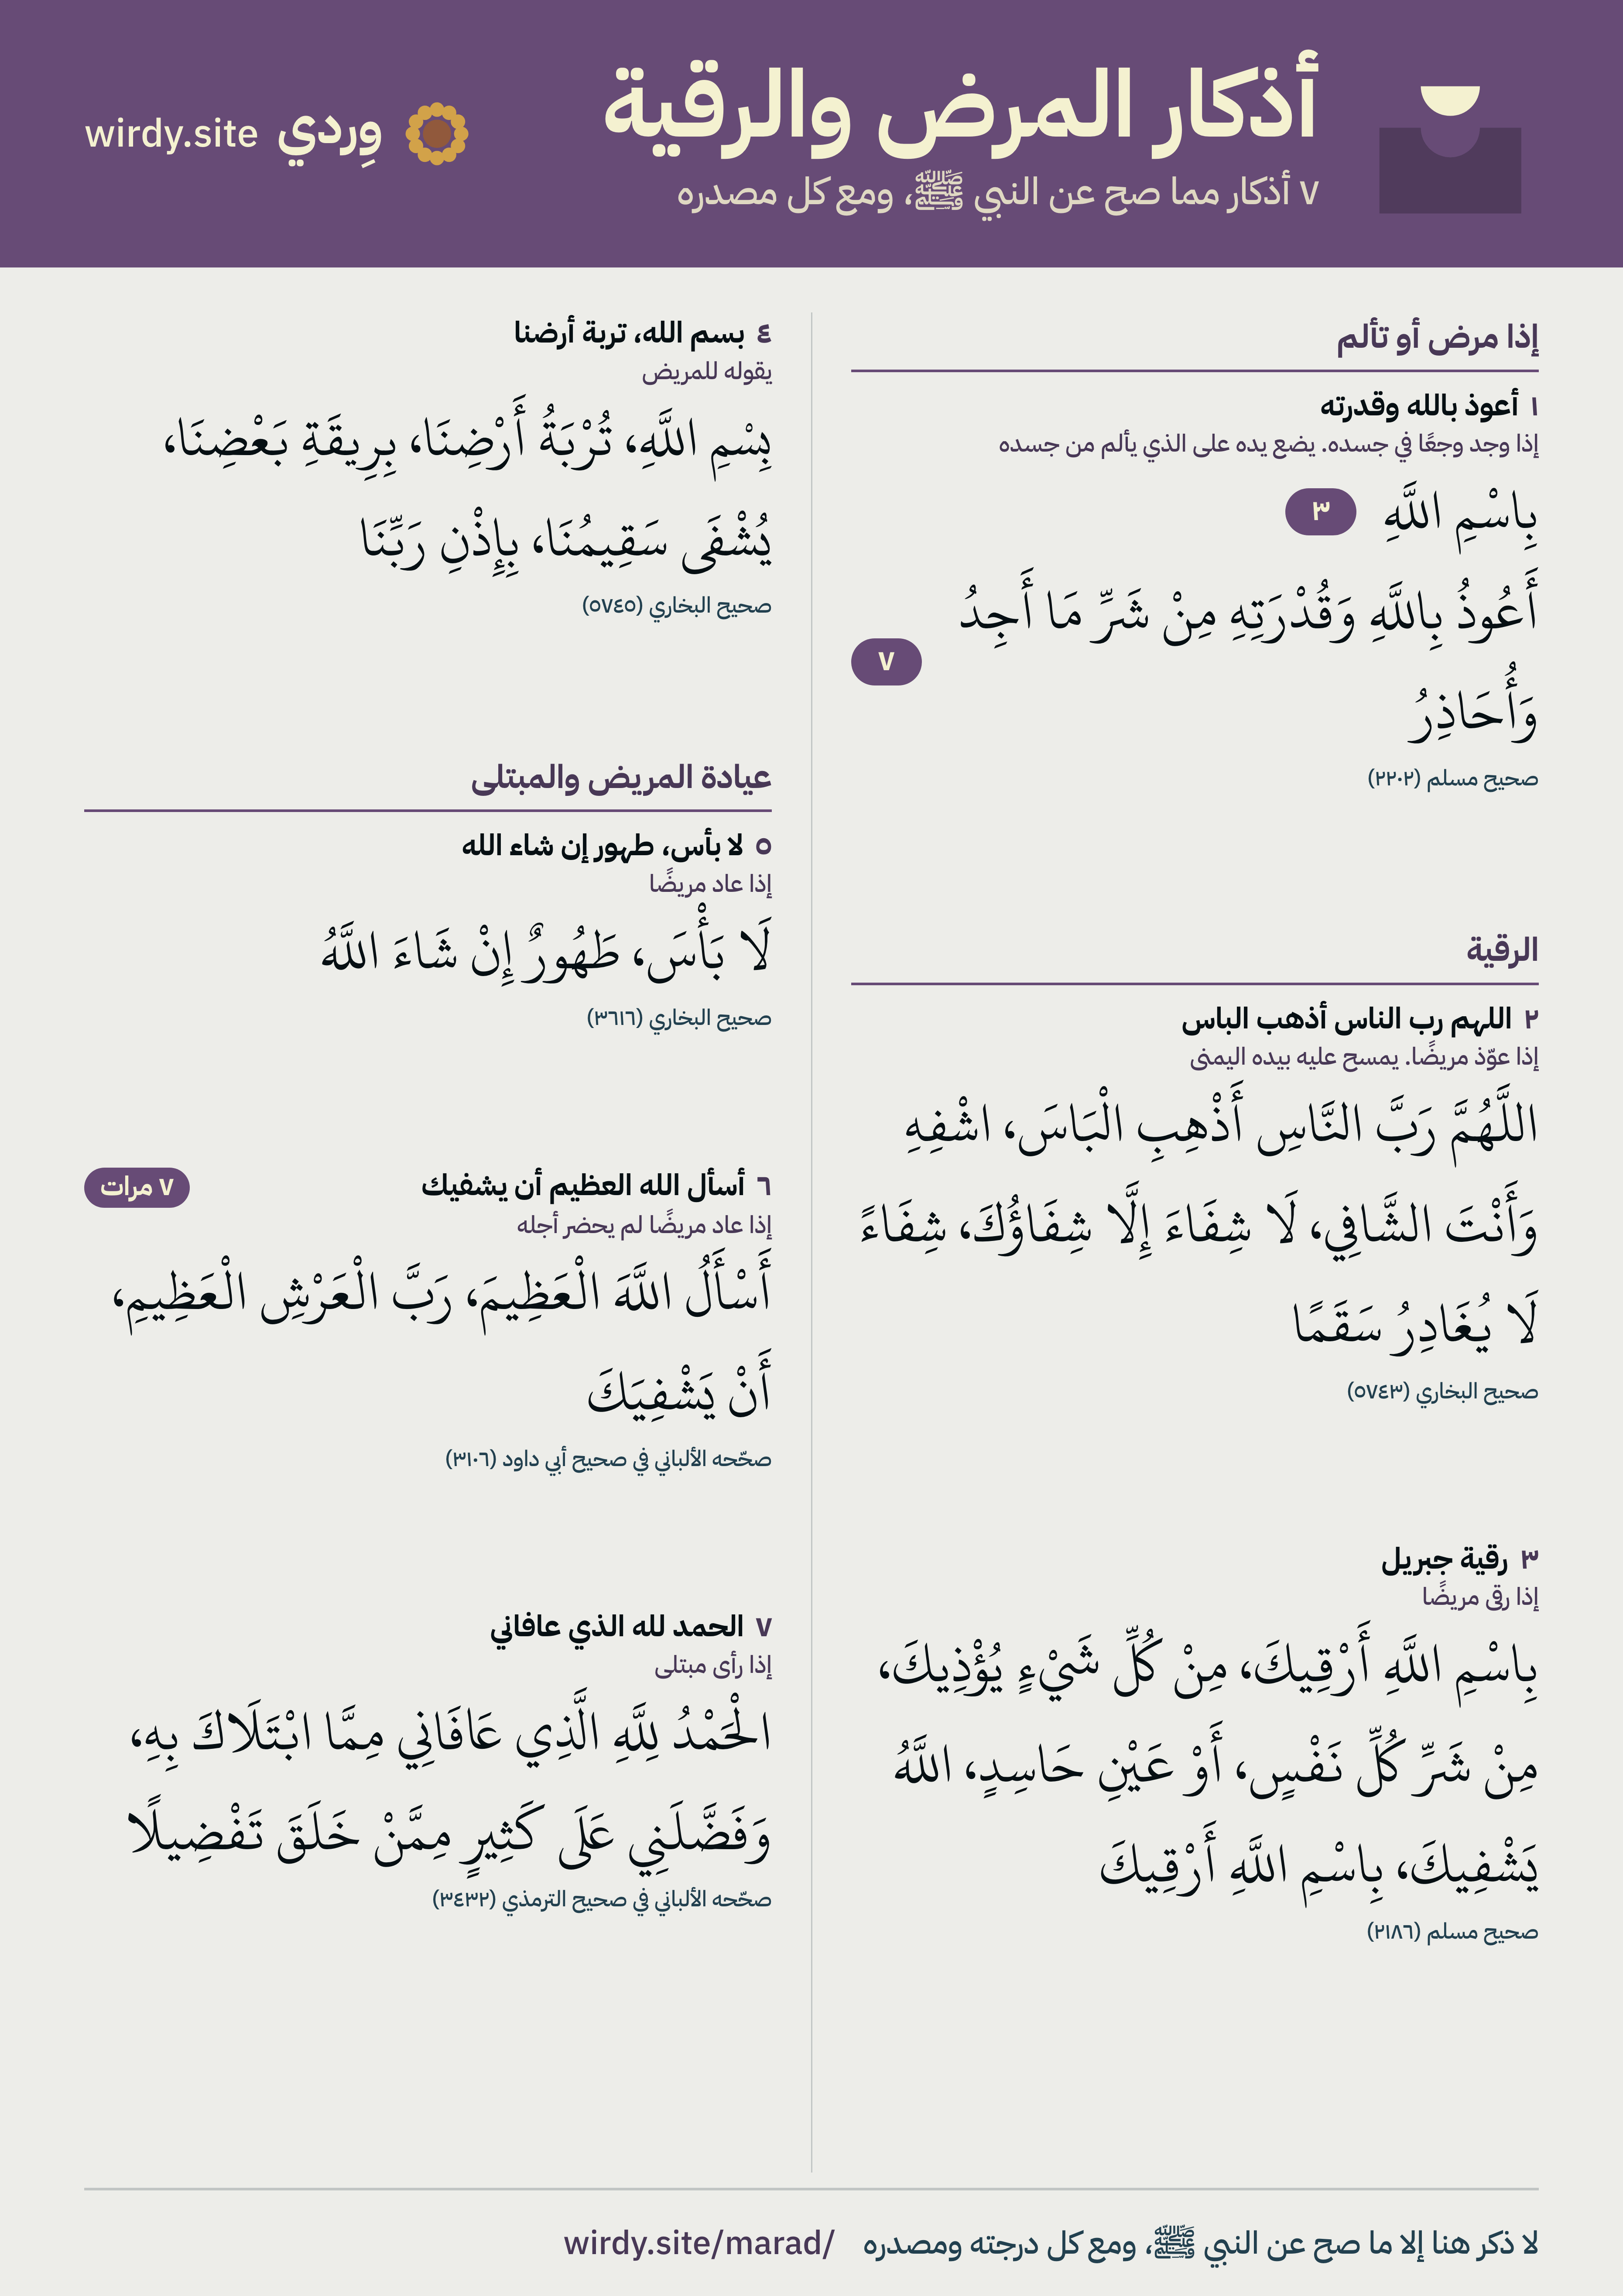 أذكار المرض والرقية
٧ أذكار مما صح عن النبي ﷺ، ومع كل مصدره
وِردي wirdy.site
إذا مرض أو تألم
١ أعوذ بالله وقدرته
إذا وجد وجعًا في جسده. يضع يده على الذي يألم من جسده
بِاسْمِ اللَّهِ ٣
أَعُوذُ بِاللَّهِ وَقُدْرَتِهِ مِنْ شَرِّ مَا أَجِدُ
٧
وَأُحَاذِرُ
صحيح مسلم (٢٢٠٢)
الرقية
٢ اللهم رب الناس أذهب الباس
إذا عوّذ مريضًا. يمسح عليه بيده اليمنى
اللَّهُمَّ رَبَّ النَّاسِ أَذْهِبِ الْبَاسَ، اشْفِهِ
وَأَنْتَ الشَّافِي، لَا شِفَاءَ إِلَّا شِفَاؤُكَ، شِفَاءً
لَا يُغَادِرُ سَقَمًا
صحيح البخاري (٥٧٤٣)
٣ رقية جبريل
إذا رقى مريضًا
بِاسْمِ اللَّهِ أَرْقِيكَ، مِنْ كُلِّ شَيْءٍ يُؤْذِيكَ،
مِنْ شَرِّ كُلِّ نَفْسٍ، أَوْ عَيْنِ حَاسِدٍ، اللَّهُ
يَشْفِيكَ، بِاسْمِ اللَّهِ أَرْقِيكَ
صحيح مسلم (٢١٨٦)
٤ بسم الله، تربة أرضنا
يقوله للمريض
بِسْمِ اللَّهِ، تُرْبَةُ أَرْضِنَا، بِرِيقَةِ بَعْضِنَا،
يُشْفَى سَقِيمُنَا، بِإِذْنِ رَبِّنَا
صحيح البخاري (٥٧٤٥)
عيادة المريض والمبتلى
٥ لا بأس، طهور إن شاء الله
إذا عاد مريضًا
لَا بَأْسَ، طَهُورٌ إِنْ شَاءَ اللَّهُ
صحيح البخاري (٣٦١٦)
٦ أسأل الله العظيم أن يشفيك ٧ مرات
إذا عاد مريضًا لم يحضر أجله
أَسْأَلُ اللَّهَ الْعَظِيمَ، رَبَّ الْعَرْشِ الْعَظِيمِ،
أَنْ يَشْفِيَكَ
صحّحه الألباني في صحيح أبي داود (٣١٠٦)
٧ الحمد لله الذي عافاني
إذا رأى مبتلى
الْحَمْدُ لِلَّهِ الَّذِي عَافَانِي مِمَّا ابْتَلَاكَ بِهِ،
وَفَضَّلَنِي عَلَى كَثِيرٍ مِمَّنْ خَلَقَ تَفْضِيلًا
صحّحه الألباني في صحيح الترمذي (٣٤٣٢)
لا ذكر هنا إلا ما صح عن النبي ﷺ، ومع كل درجته ومصدره wirdy.site/marad/